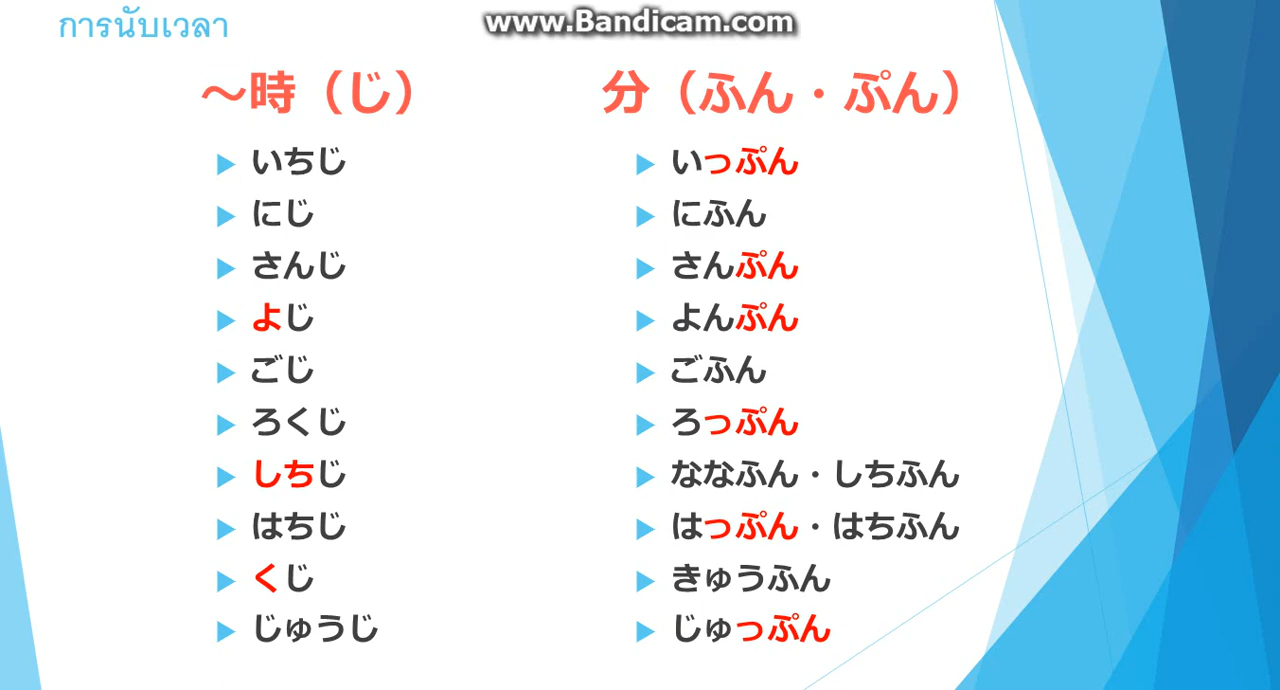 การนับเวลา
www.Bandicam.com
～時（じ）
いちじ
にじ
さんじ
よじ
ごじ
ろくじ
しちじ
はちじ
くじ
じゅうじ
分（ふん・ぷん）
いっぷん
にふん
さんぷん
よんぷん
ごふん
ろっぷん
ななふん・しちふん
はっぷん・はちふん
きゅうふん
じゅっぷん